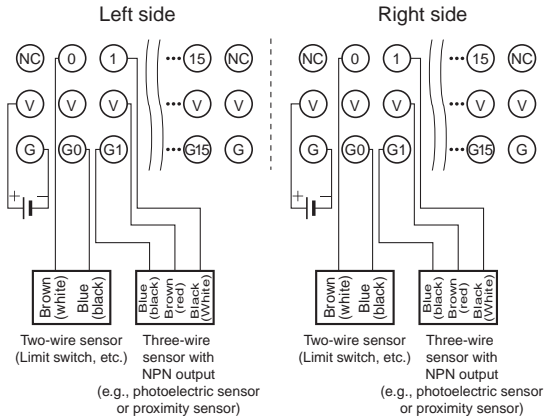 Left side
Right side
NC 0 1 ··· 15 NC
NC 0 1 ··· 15 NC
V V V ··· V V
V V V ··· V V
G G0 G1 ··· G15 G
G G0 G1 ··· G15 G
+ −
+ −
Brown (white)
Blue (black)
Blue (black)
Brown (red)
Black (White)
Brown (white)
Blue (black)
Blue (black)
Brown (red)
Black (White)
Two-wire sensor
(Limit switch, etc.)
Three-wire
sensor with
NPN output
(e.g., photoelectric sensor
or proximity sensor)
Two-wire sensor
(Limit switch, etc.)
Three-wire
sensor with
NPN output
(e.g., photoelectric sensor
or proximity sensor)